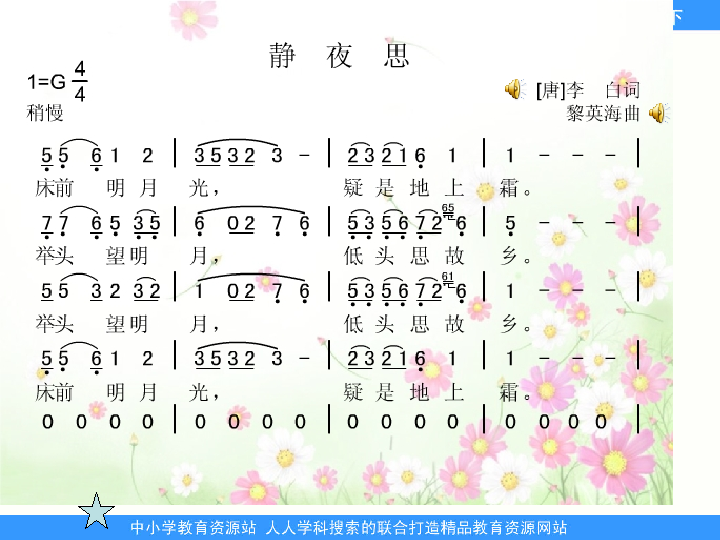 下
静 夜 思
1=G 4/4
[唐]李 白词
稍慢
黎英海曲
5 5 6 1 2 | 3 5 3 2 3 - | 2 3 2 1 6 1 | 1 - - - |
床前 明月 光， 疑是地上 霜。
7 7 6 5 3 5 | 6 0 2 7 6 | 5 3 5 6 7 2 65 6 | 5 - - - |
举头 望明 月， 低头思故 乡。
5 5 3 2 3 2 | 1 0 2 7 6 | 5 3 5 6 7 2 61 6 | 1 - - - |
举头 望明 月， 低头思故 乡。
5 5 6 1 2 | 3 5 3 2 3 - | 2 3 2 1 6 1 | 1 - - - |
床前 明月 光， 疑是地上 霜。
0 0 0 0 | 0 0 0 0 | 0 0 0 0 | 0 0 0 0 |
中小学教育资源站 人人学科搜索的联合打造精品教育资源网站